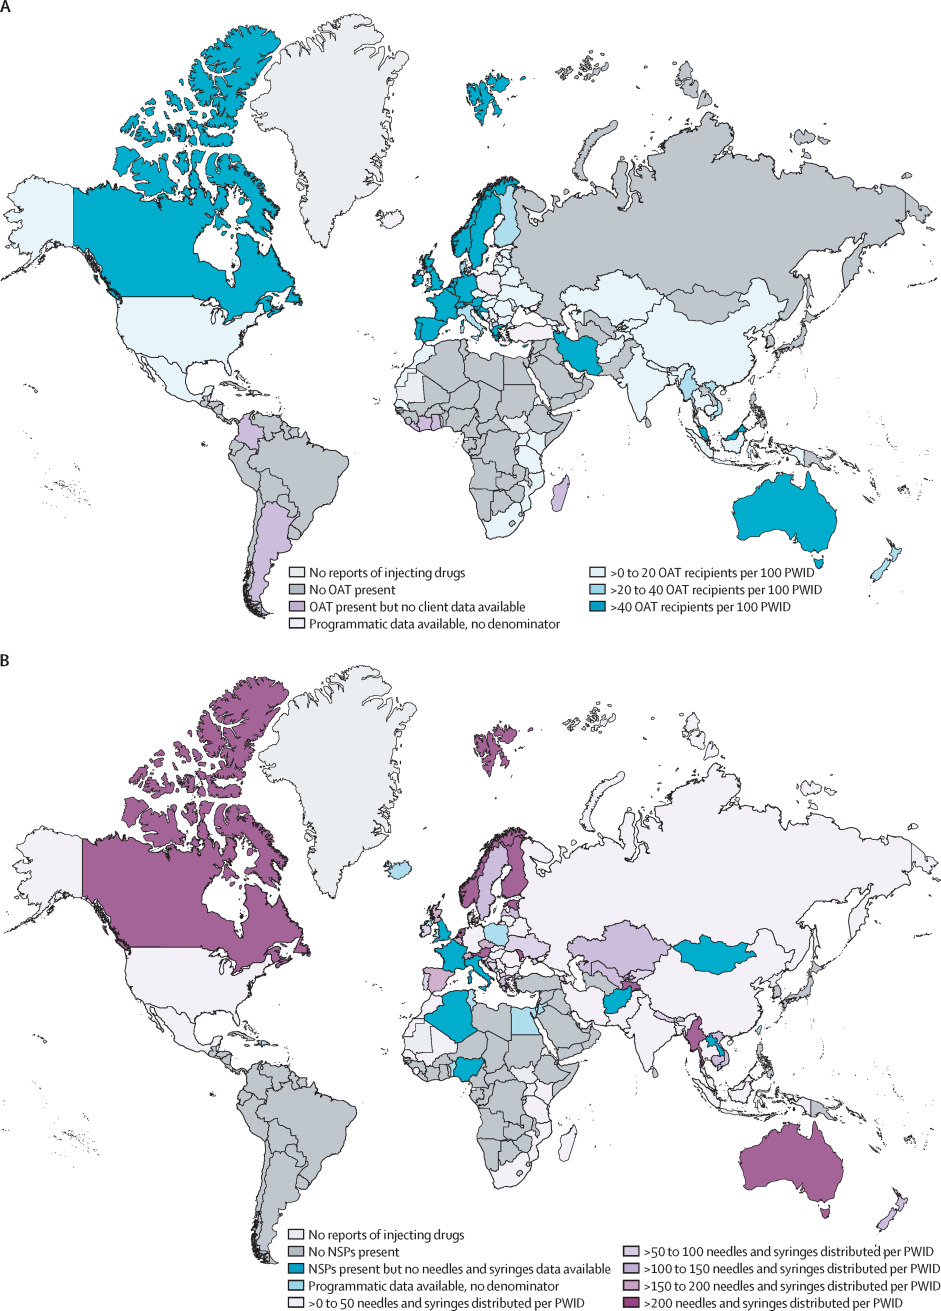 A
No reports of injecting drugs
No OAT present
OAT present but no client data available
Programmatic data available, no denominator
>0 to 20 OAT recipients per 100 PWID
>20 to 40 OAT recipients per 100 PWID
>40 OAT recipients per 100 PWID
B
No reports of injecting drugs
No NSPs present
NSPs present but no needles and syringes data available
Programmatic data available, no denominator
>0 to 50 needles and syringes distributed per PWID
>50 to 100 needles and syringes distributed per PWID
>100 to 150 needles and syringes distributed per PWID
>150 to 200 needles and syringes distributed per PWID
>200 needles and syringes distributed per PWID